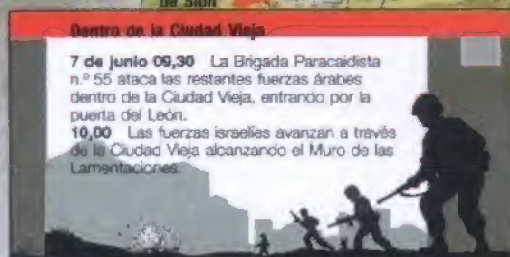 de Sión
Dentro de la Ciudad Vieja
7 de junio 09,30 La Brigada Paracaidista
n.º 55 ataca las restantes fuerzas árabes
dentro de la Ciudad Vieja, entrando por la
puerta del León.
10,00 Las fuerzas israelíes avanzan a través
de la Ciudad Vieja alcanzando el Muro de las
Lamentaciones.